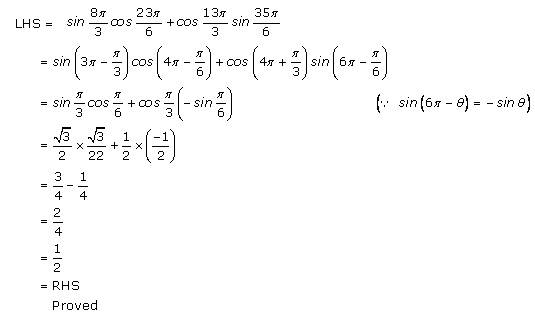 LHS = sin 8π/3 cos 23π/6 + cos 13π/3 sin 35π/6
= sin(3π − π/3) cos(4π − π/6) + cos(4π + π/3) sin(6π − π/6)
= sin π/3 cos π/6 + cos π/3 (− sin π/6) (∵ sin(6π − θ) = − sin θ)
= √3/2 × √3/22 + 1/2 × (−1/2)
= 3/4 − 1/4
= 2/4
= 1/2
= RHS
Proved